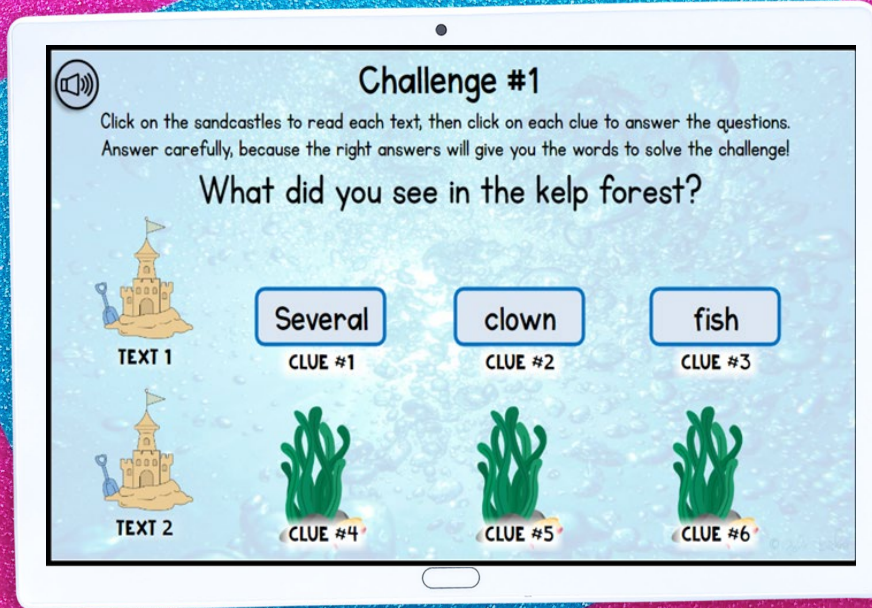 Challenge #1
Click on the sandcastles to read each text, then click on each clue to answer the questions.
Answer carefully, because the right answers will give you the words to solve the challenge!
What did you see in the kelp forest?
Several
clown
fish
TEXT 1
CLUE #1
CLUE #2
CLUE #3
TEXT 2
CLUE #4
CLUE #5
CLUE #6